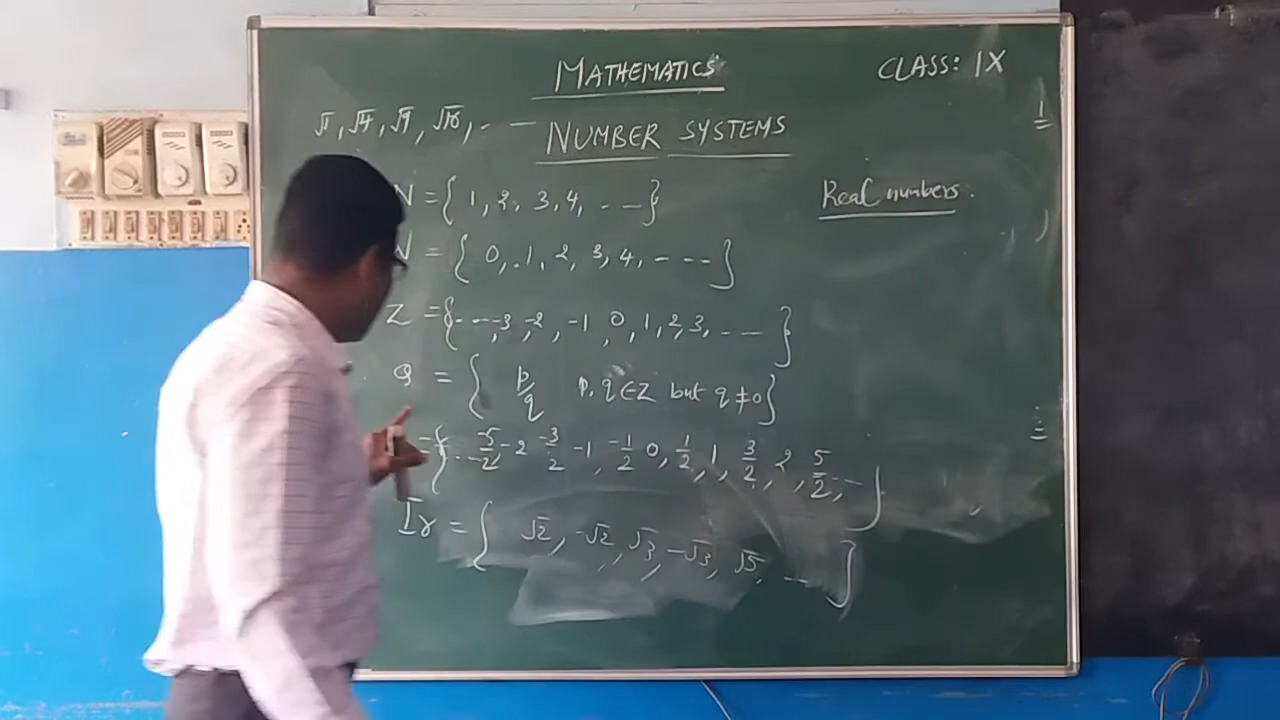 MATHEMATICS
CLASS: IX
√1, √4, √9, √16, - - -
NUMBER SYSTEMS
N = { 1, 2, 3, 4, - - - }
Real numbers.
W = { 0, 1, 2, 3, 4, - - - - }
Z = { - - - , -3, -2, -1, 0, 1, 2, 3, - - - }
Q = { p/q p, q ∈ Z but q ≠ 0 }
= { - - -5/2, -2 -3/2 -1, -1/2 0, 1/2, 1, 3/2, 2, 5/2, - - }
Ir = { √2, -√2, √3, -√3, √5, - - - }